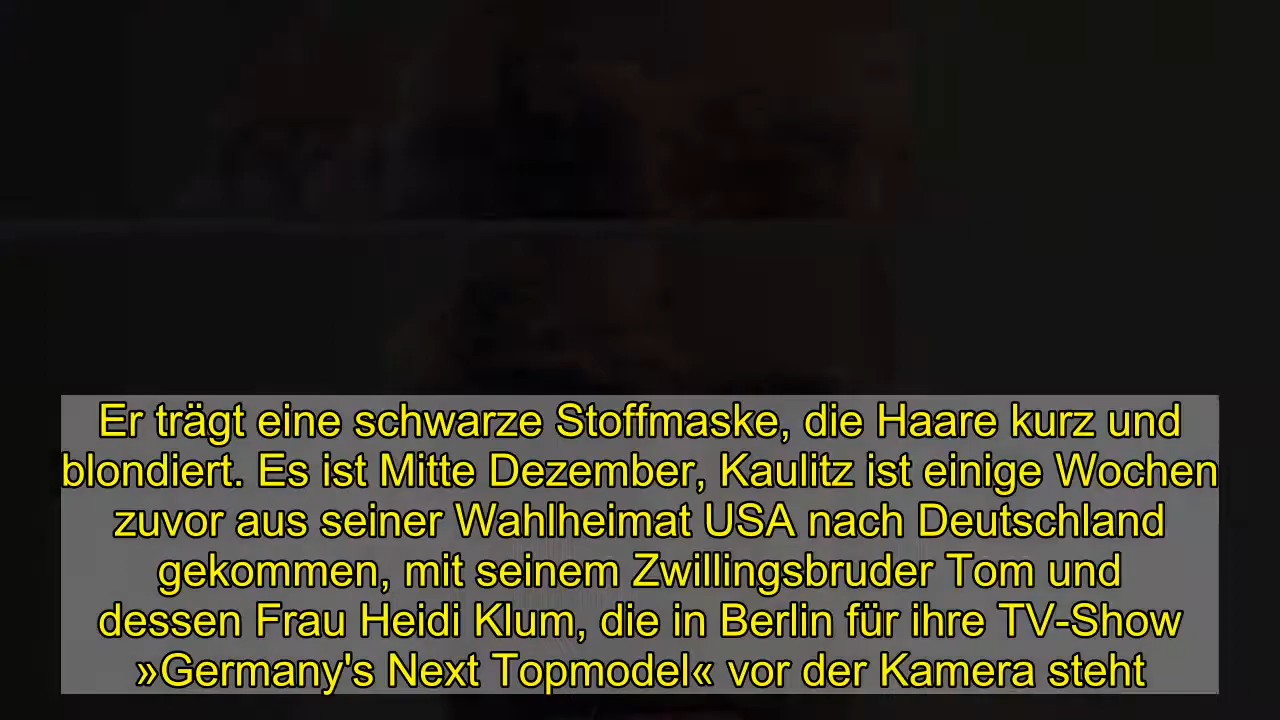 Er trägt eine schwarze Stoffmaske, die Haare kurz und
blondiert. Es ist Mitte Dezember, Kaulitz ist einige Wochen
zuvor aus seiner Wahlheimat USA nach Deutschland
gekommen, mit seinem Zwillingsbruder Tom und
dessen Frau Heidi Klum, die in Berlin für ihre TV-Show
»Germany's Next Topmodel« vor der Kamera steht